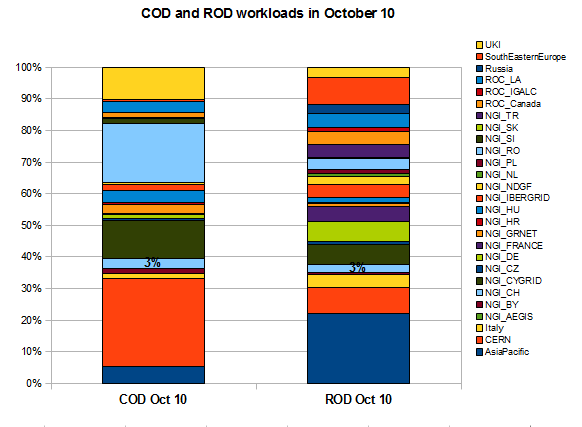 COD and ROD workloads in October 10
100%
90%
80%
70%
60%
50%
40%
30%
20%
10%
0%
3%
3%
COD Oct 10
ROD Oct 10
UKI
SouthEasternEurope
Russia
ROC_LA
ROC_IGALC
ROC_Canada
NGI_TR
NGI_SK
NGI_SI
NGI_RO
NGI_PL
NGI_NL
NGI_NDGF
NGI_IBERGRID
NGI_HU
NGI_HR
NGI_GRNET
NGI_FRANCE
NGI_DE
NGI_CZ
NGI_CYGRID
NGI_CH
NGI_BY
NGI_AEGIS
Italy
CERN
AsiaPacific